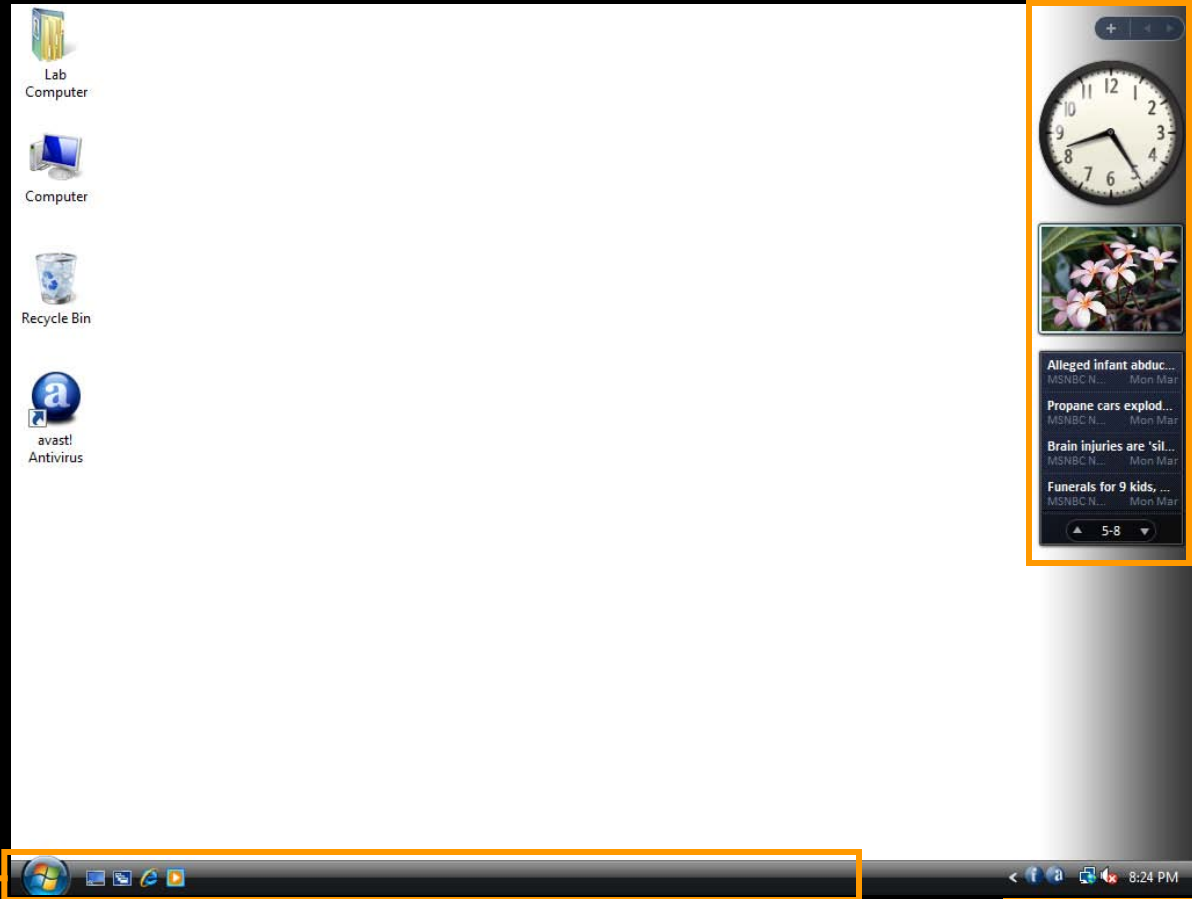 Lab
Computer
Computer
Recycle Bin
a
avast!
Antivirus
+
12
1
2
3
4
5
6
7
8
9
10
11
Alleged infant abduc...
MSNBC N... Mon Mar
Propane cars explod...
MSNBC N... Mon Mar
Brain injuries are 'sil...
MSNBC N... Mon Mar
Funerals for 9 kids, ...
MSNBC N... Mon Mar
5-8
< i a 8:24 PM